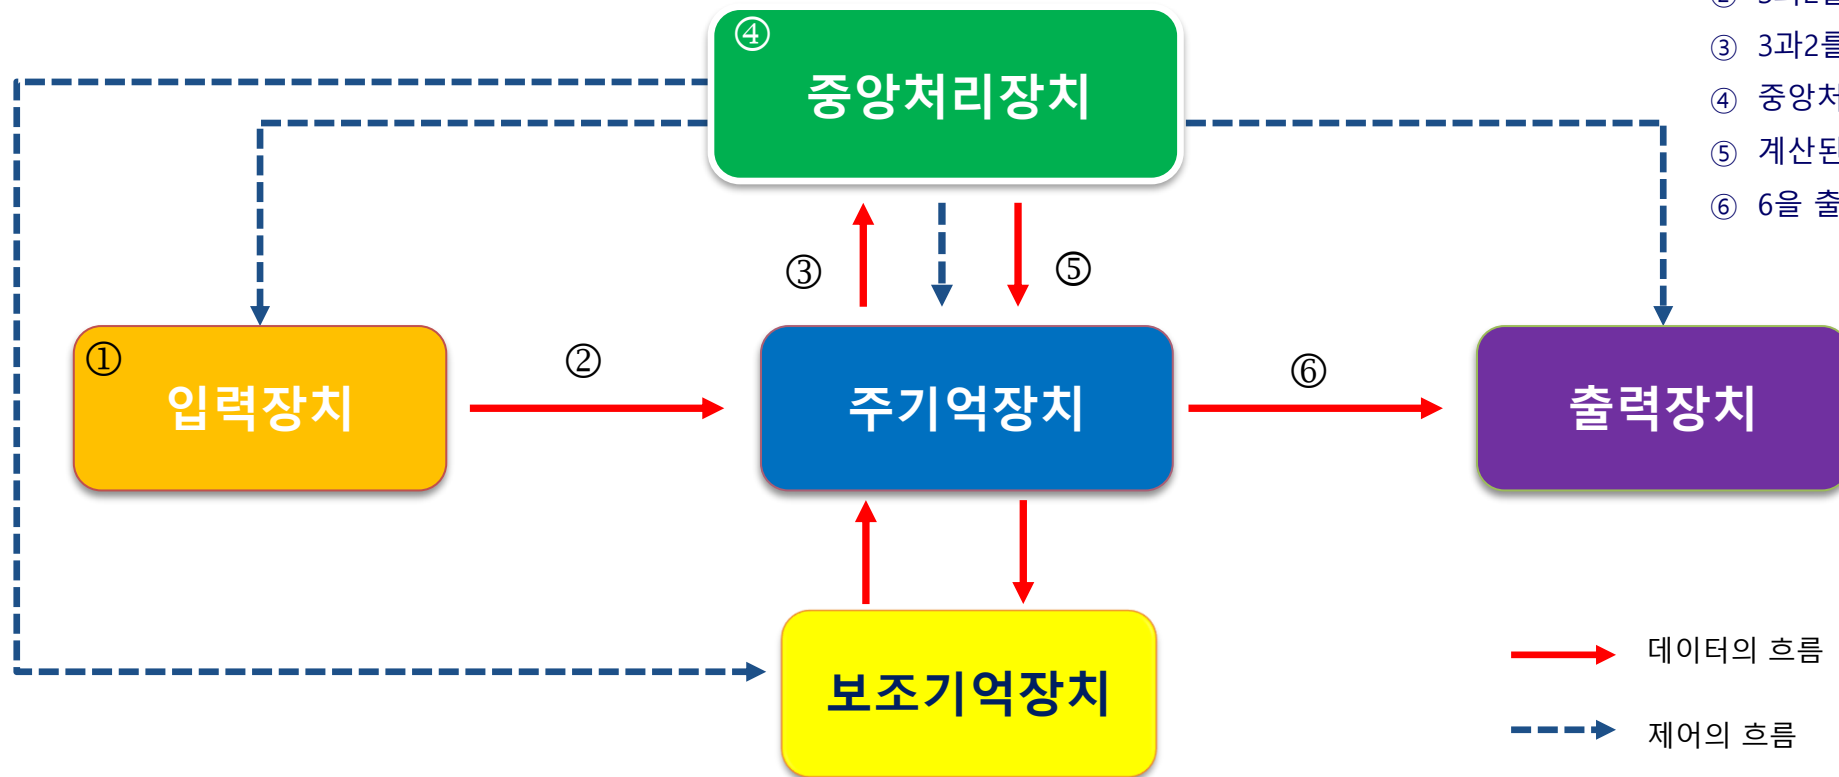 ④
중앙처리장치
③ 3과2를
④ 중앙처
⑤ 계산된
⑥ 6을 출
③
⑤
①
입력장치
②
주기억장치
⑥
출력장치
보조기억장치
데이터의 흐름
제어의 흐름